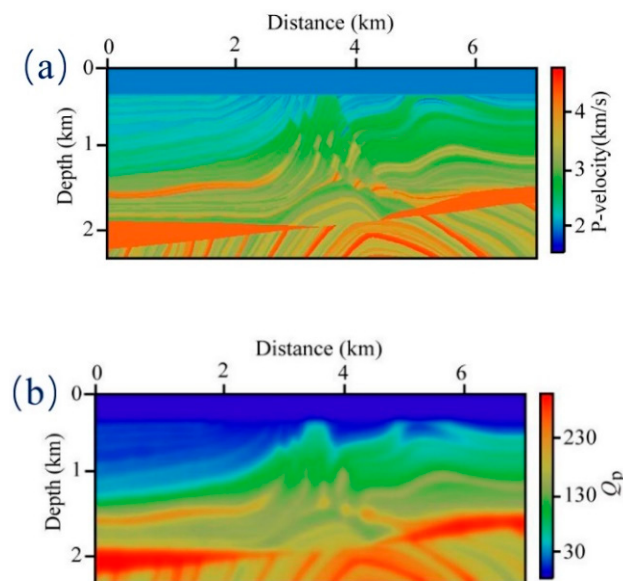 Distance (km)
0 2 4 6
(a)
0
1
2
Depth (km)
4
3
2
P-velocity(km/s)
Distance (km)
0 2 4 6
(b)
0
1
2
Depth (km)
230
130
30
Qp